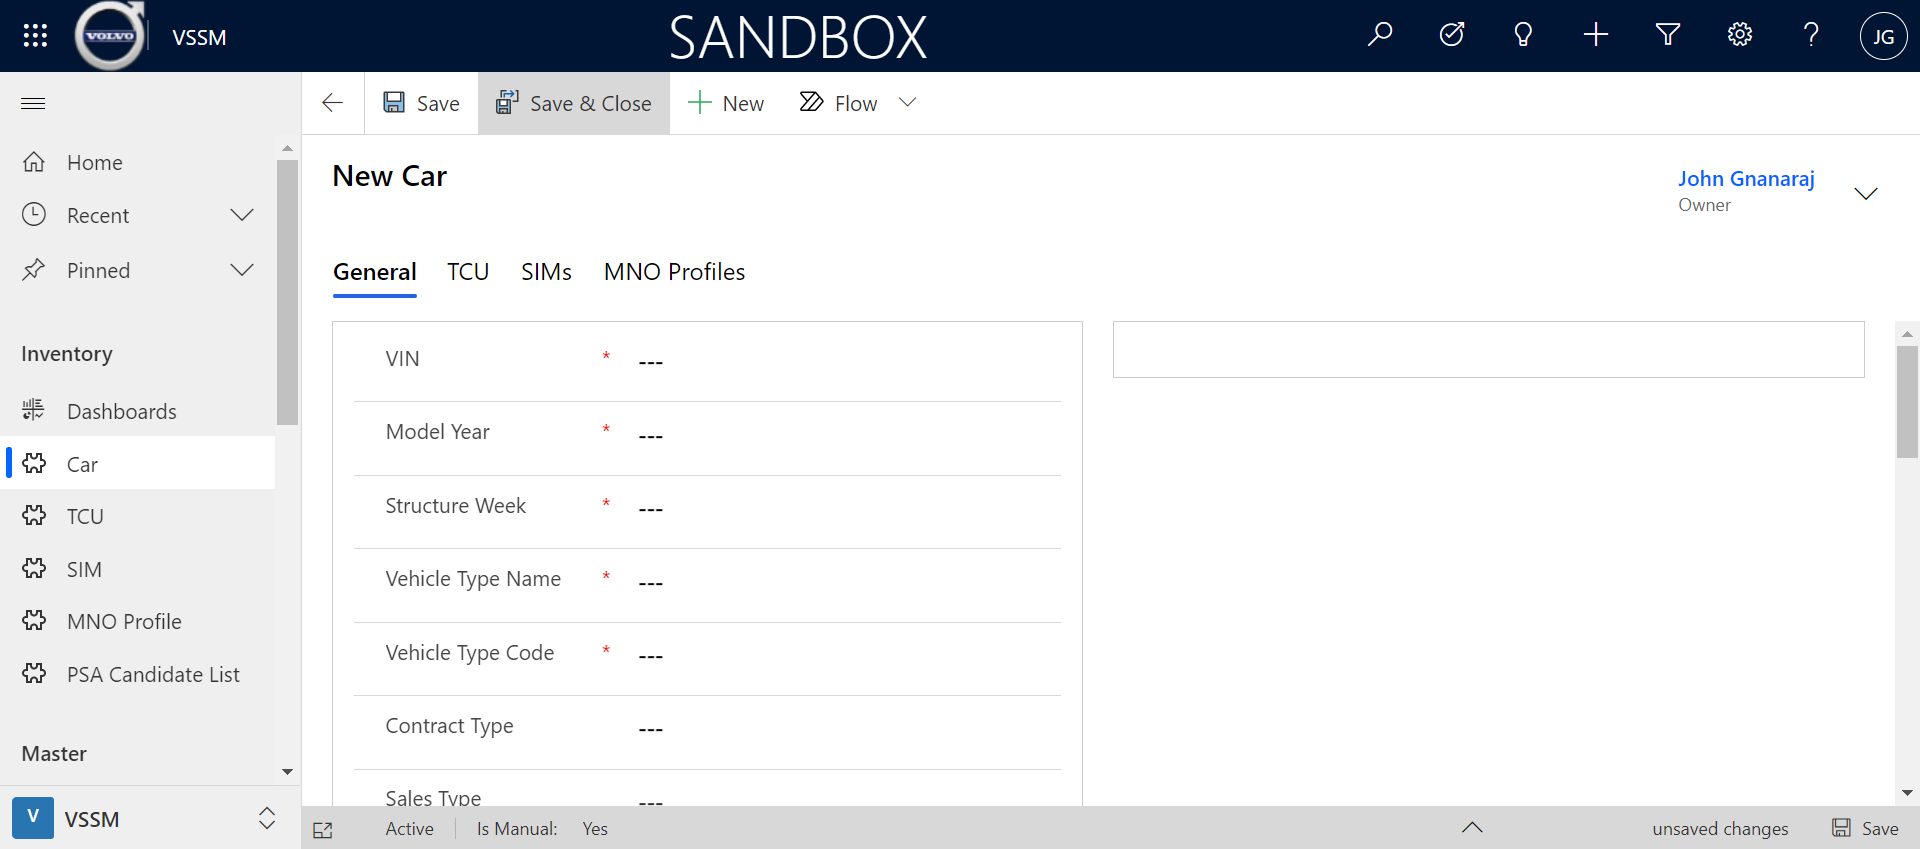 VOLVO
VSSM
SANDBOX
JG
Save
Save & Close
New
Flow
Home
Recent
Pinned
Inventory
Dashboards
Car
TCU
SIM
MNO Profile
PSA Candidate List
Master
V
VSSM
New Car
John Gnanaraj
Owner
General
TCU
SIMs
MNO Profiles
VIN * ---
Model Year * ---
Structure Week * ---
Vehicle Type Name * ---
Vehicle Type Code * ---
Contract Type ---
Sales Type ---
Active
Is Manual: Yes
unsaved changes
Save